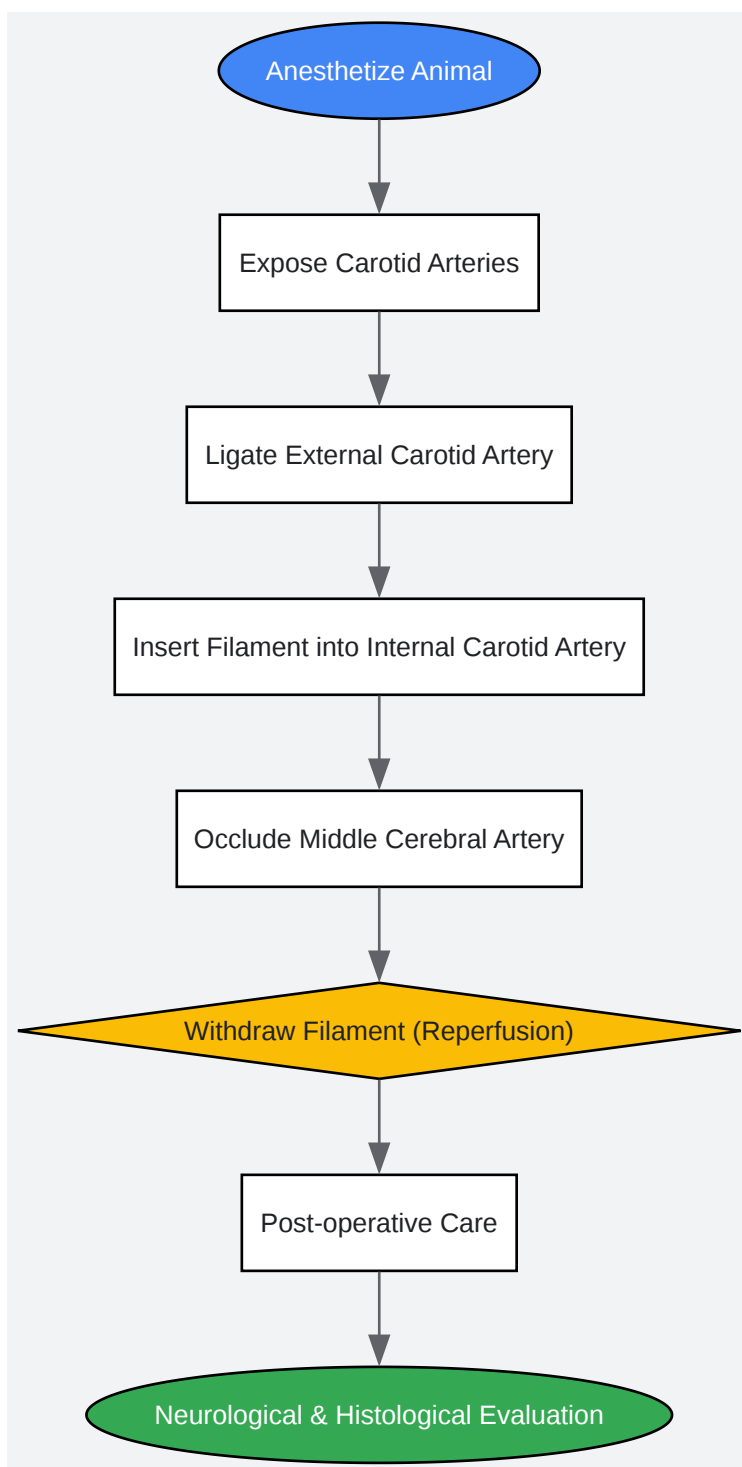 Anesthetize Animal
Expose Carotid Arteries
Ligate External Carotid Artery
Insert Filament into Internal Carotid Artery
Occlude Middle Cerebral Artery
Withdraw Filament (Reperfusion)
Post-operative Care
Neurological & Histological Evaluation